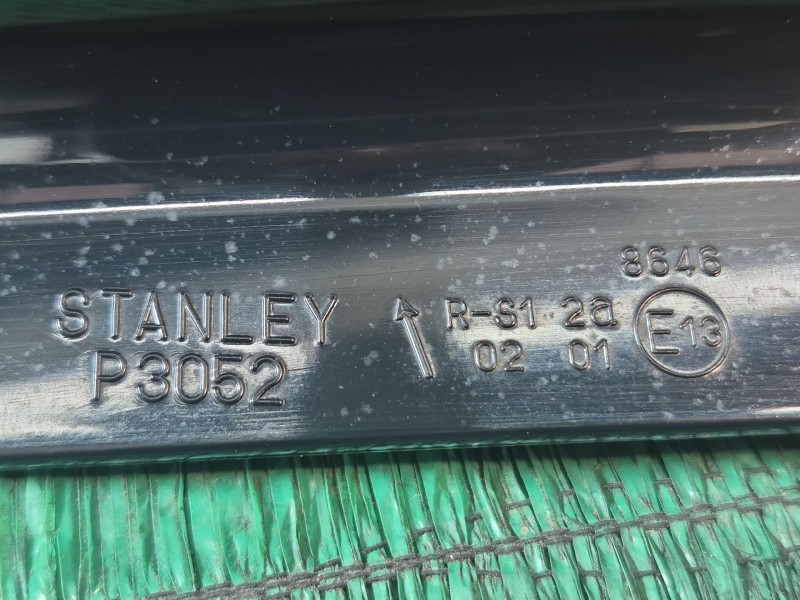 STANLEY
P3052
R-S1 2a
02 01
8646
E13